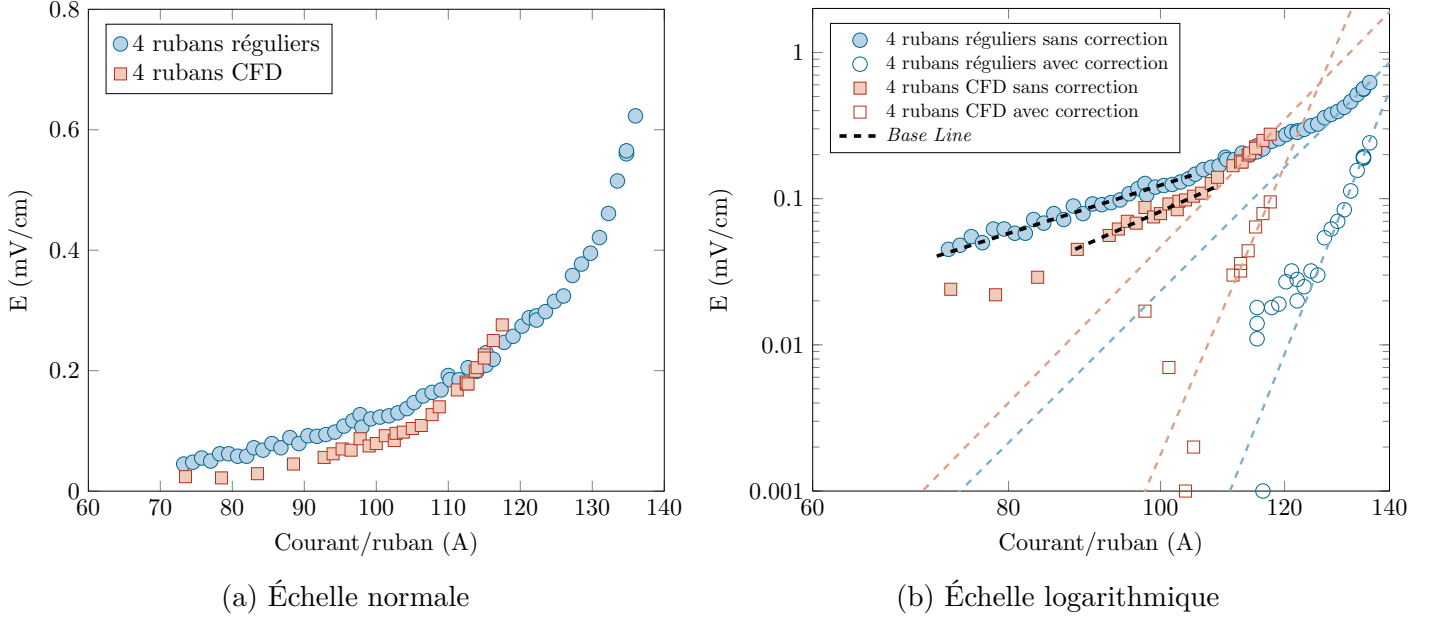 0.8
0.6
0.4
0.2
0
E (mV/cm)
4 rubans réguliers
4 rubans CFD
60 70 80 90 100 110 120 130 140
Courant/ruban (A)
(a) Échelle normale
1
0.1
0.01
0.001
E (mV/cm)
4 rubans réguliers sans correction
4 rubans réguliers avec correction
4 rubans CFD sans correction
4 rubans CFD avec correction
Base Line
60 80 100 120 140
Courant/ruban (A)
(b) Échelle logarithmique